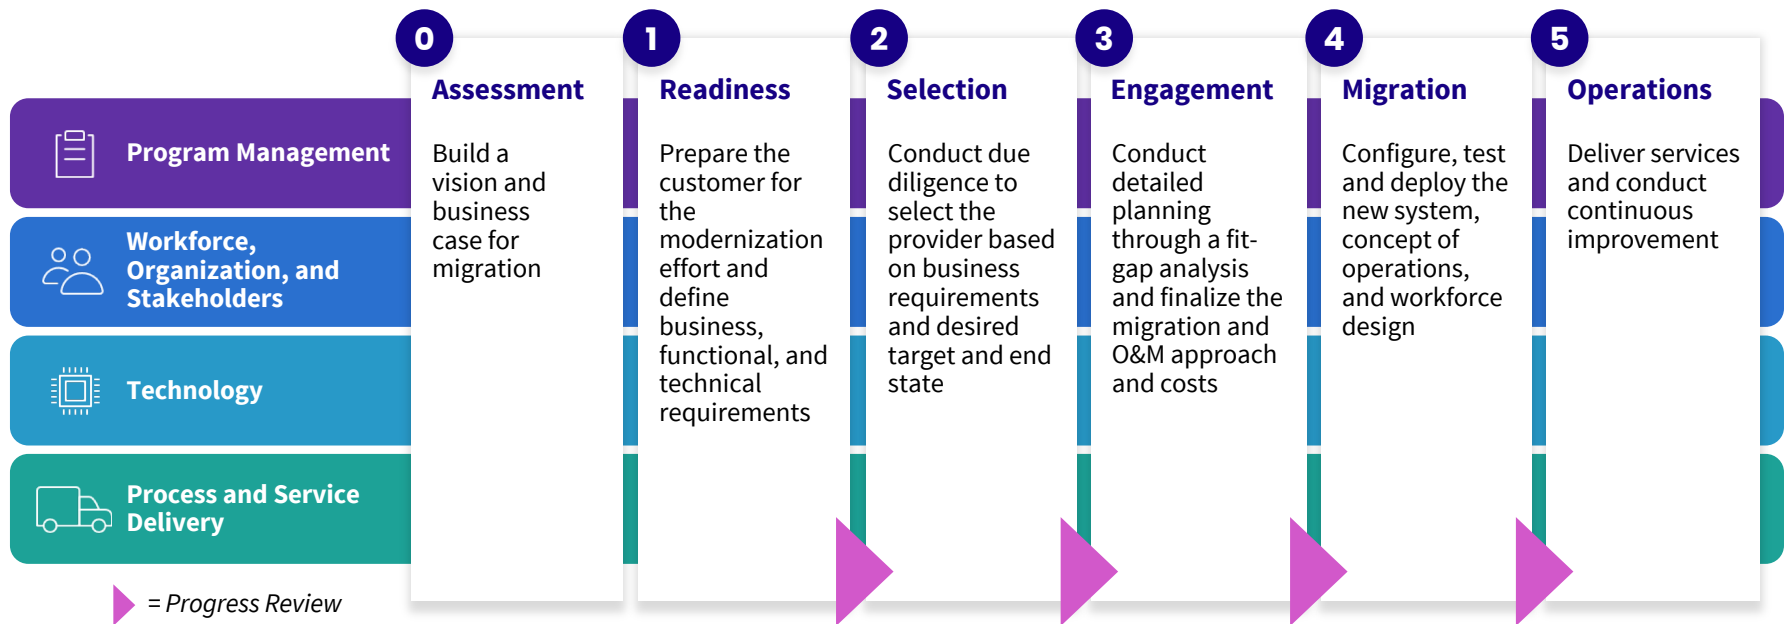 0
1
2
3
4
5
Assessment
Readiness
Selection
Engagement
Migration
Operations
Program Management
Workforce,
Organization, and
Stakeholders
Technology
Process and Service
Delivery
Build a
vision and
business
case for
migration
Prepare the
customer for
the
modernization
effort and
define
business,
functional, and
technical
requirements
Conduct due
diligence to
select the
provider based
on business
requirements
and desired
target and end
state
Conduct
detailed
planning
through a fit-
gap analysis
and finalize the
migration and
O&M approach
and costs
Configure, test
and deploy the
new system,
concept of
operations,
and workforce
design
Deliver services
and conduct
continuous
improvement
= Progress Review